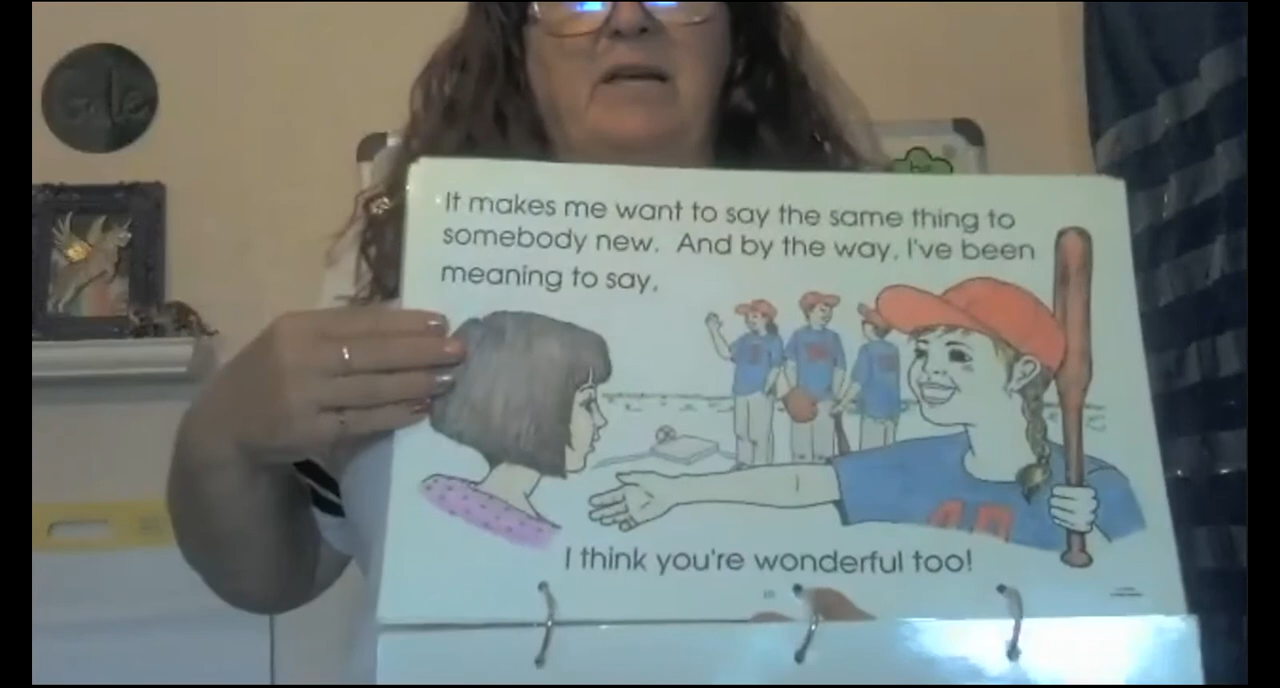 It makes me want to say the same thing to
somebody new. And by the way, I've been
meaning to say,
I think you're wonderful too!